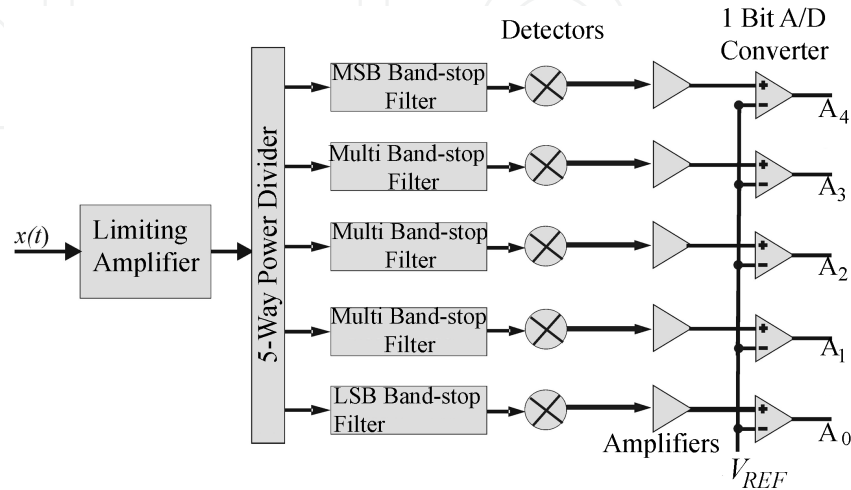 Detectors
1 Bit A/D
Converter
MSB Band-stop
Filter
A4
Multi Band-stop
Filter
A3
x(t)
Limiting
Amplifier
5-Way Power Divider
Multi Band-stop
Filter
A2
Multi Band-stop
Filter
A1
LSB Band-stop
Filter
A0
Amplifiers
VREF